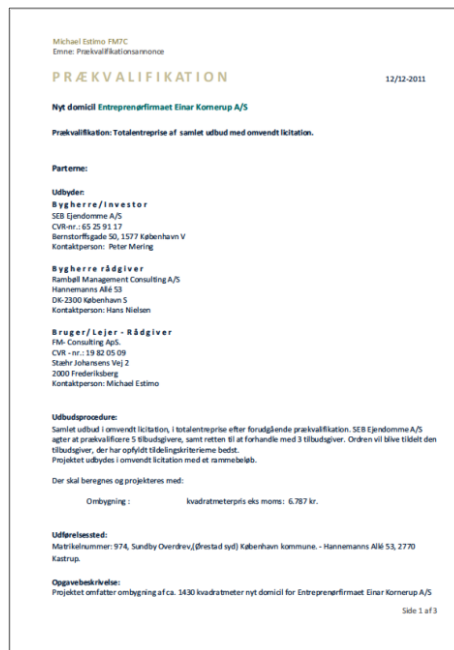 Michael Estimo FM7C
Emne: Prækvalifikationsannonce
PRÆKVALIFIKATION
12/12-2011
Nyt domicil Entreprenørfirmaet Einar Kornerup A/S
Prækvalifikation: Totalentreprise af samlet udbud med omvendt licitation.
Parterne:
Udbyder:
Bygherre/Investor
SEB Ejendomme A/S
CVR-nr.: 65 25 91 17
Bernstorffsgade 50, 1577 København V
Kontaktperson: Peter Mering
Bygherre rådgiver
Rambøll Management Consulting A/S
Hannemanns Allé 53
DK-2300 København S
Kontaktperson: Hans Nielsen
Bruger/Lejer - Rådgiver
FM- Consulting ApS.
CVR - nr.: 19 82 05 09
Stæhr Johansens Vej 2
2000 Frederiksberg
Kontaktperson: Michael Estimo
Udbudsprocedure:
Samlet udbud i omvendt licitation, i totalentreprise efter forudgående prækvalifikation. SEB Ejendomme A/S
agter at prækvalificere 5 tilbudsgivere, samt retten til at forhandle med 3 tilbudsgiver. Ordren vil blive tildelt den
tilbudsgiver, der har opfyldt tildelingskriterierne bedst.
Projektet udbydes i omvendt licitation med et rammebeløb.
Der skal beregnes og projekteres med:
Ombygning : kvadratmeterpris eks moms: 6.787 kr.
Udførelsessted:
Matrikelnummer: 974, Sundby Overdrev,(Ørestad syd) København kommune. - Hannemanns Allé 53, 2770
Kastrup.
Opgavebeskrivelse:
Projektet omfatter ombygning af ca. 1430 kvadratmeter nyt domicil for Entreprenørfirmaet Einar Kornerup A/S
Side 1 af 3